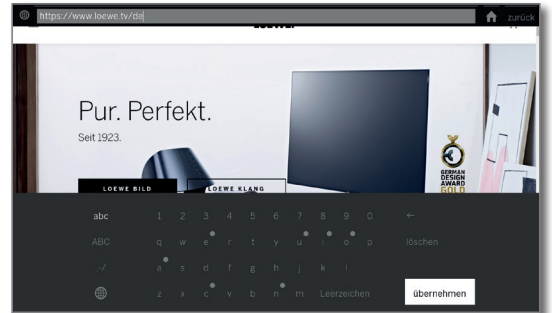 https://www.loewe.tv/de
zurück
Pur. Perfekt.
Seit 1923.
LOEWE BILD
LOEWE KLANG
GERMAN
DESIGN
AWARD
GOLD
abc 1 2 3 4 5 6 7 8 9 0 ←
ABC q w e r t y u i o p löschen
a s d f g h j k l
z x c v b n m Leerzeichen übernehmen